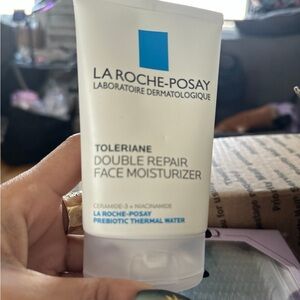 LA ROCHE-POSAY
LABORATOIRE DERMATOLOGIQUE
TOLERIANE
DOUBLE REPAIR
FACE MOISTURIZER
CERAMIDE-3 + NIACINAMIDE
LA ROCHE-POSAY
PREBIOTIC THERMAL WATER